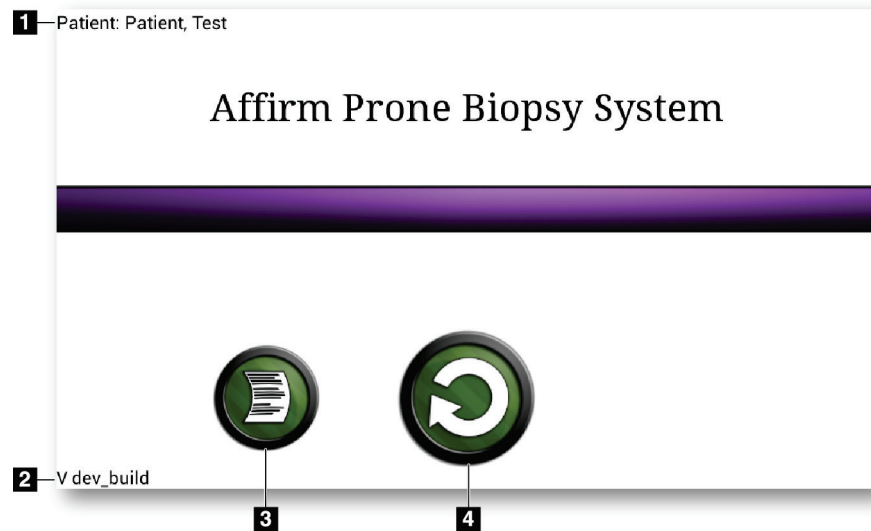 1 Patient: Patient, Test
Affirm Prone Biopsy System
2 V dev_build
3 4